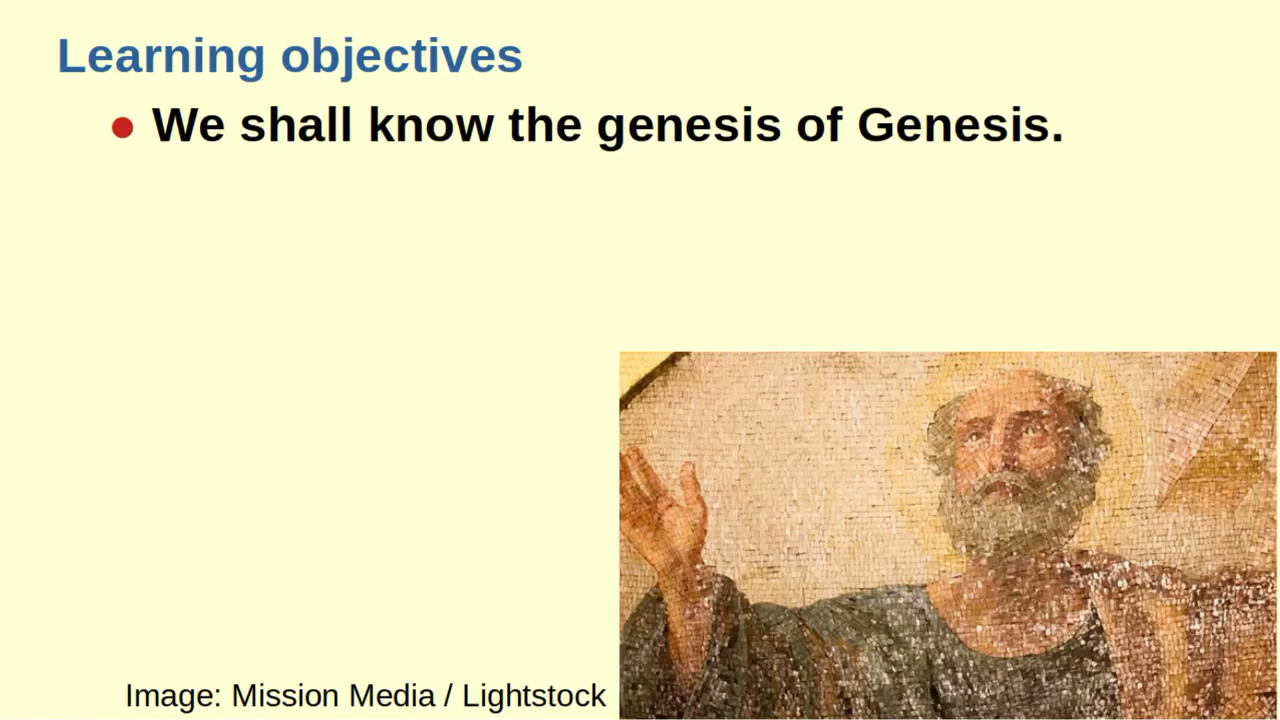 Learning objectives
• We shall know the genesis of Genesis.
Image: Mission Media / Lightstock